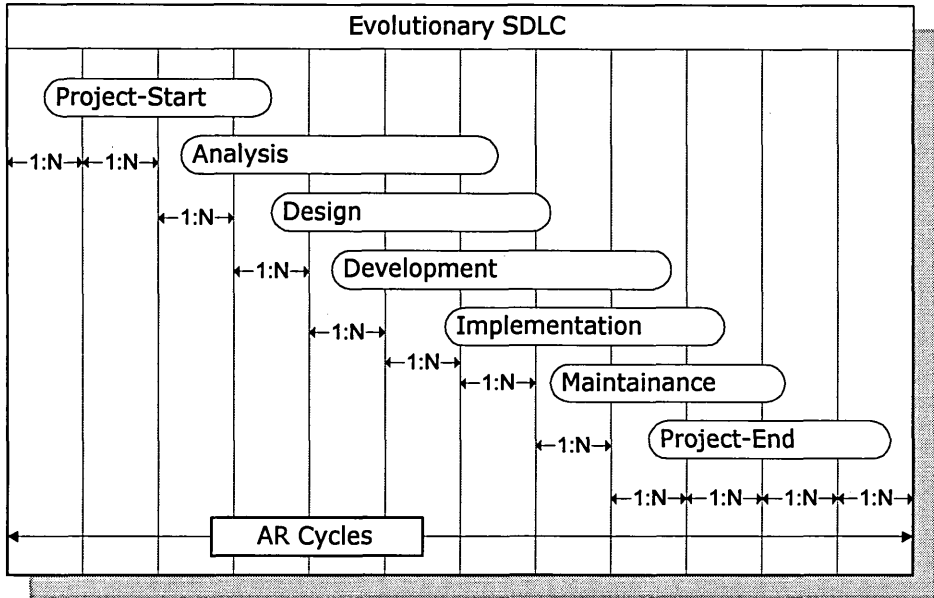 Evolutionary SDLC
Project-Start
Analysis
1:N 1:N
Design
1:N
Development
1:N
Implementation
1:N
1:N
Maintainance
1:N
Project-End
1:N
1:N 1:N 1:N 1:N
AR Cycles